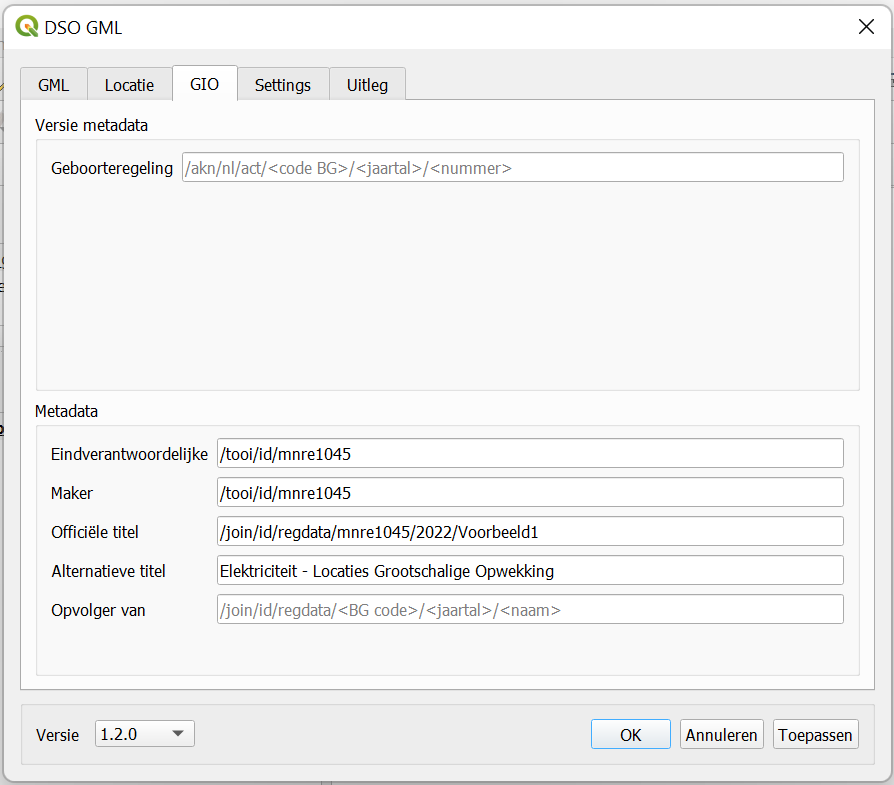 DSO GML
GML Locatie GIO Settings Uitleg
Versie metadata
Geboorteregeling /akn/nl/act/<code BG>/<jaartal>/<nummer>
Metadata
Eindverantwoordelijke /tooi/id/mnre1045
Maker /tooi/id/mnre1045
Officiële titel /join/id/regdata/mnre1045/2022/Voorbeeld1
Alternatieve titel Elektriciteit - Locaties Grootschalige Opwekking
Opvolger van /join/id/regdata/<BG code>/<jaartal>/<naam>
Versie 1.2.0 OK Annuleren Toepassen